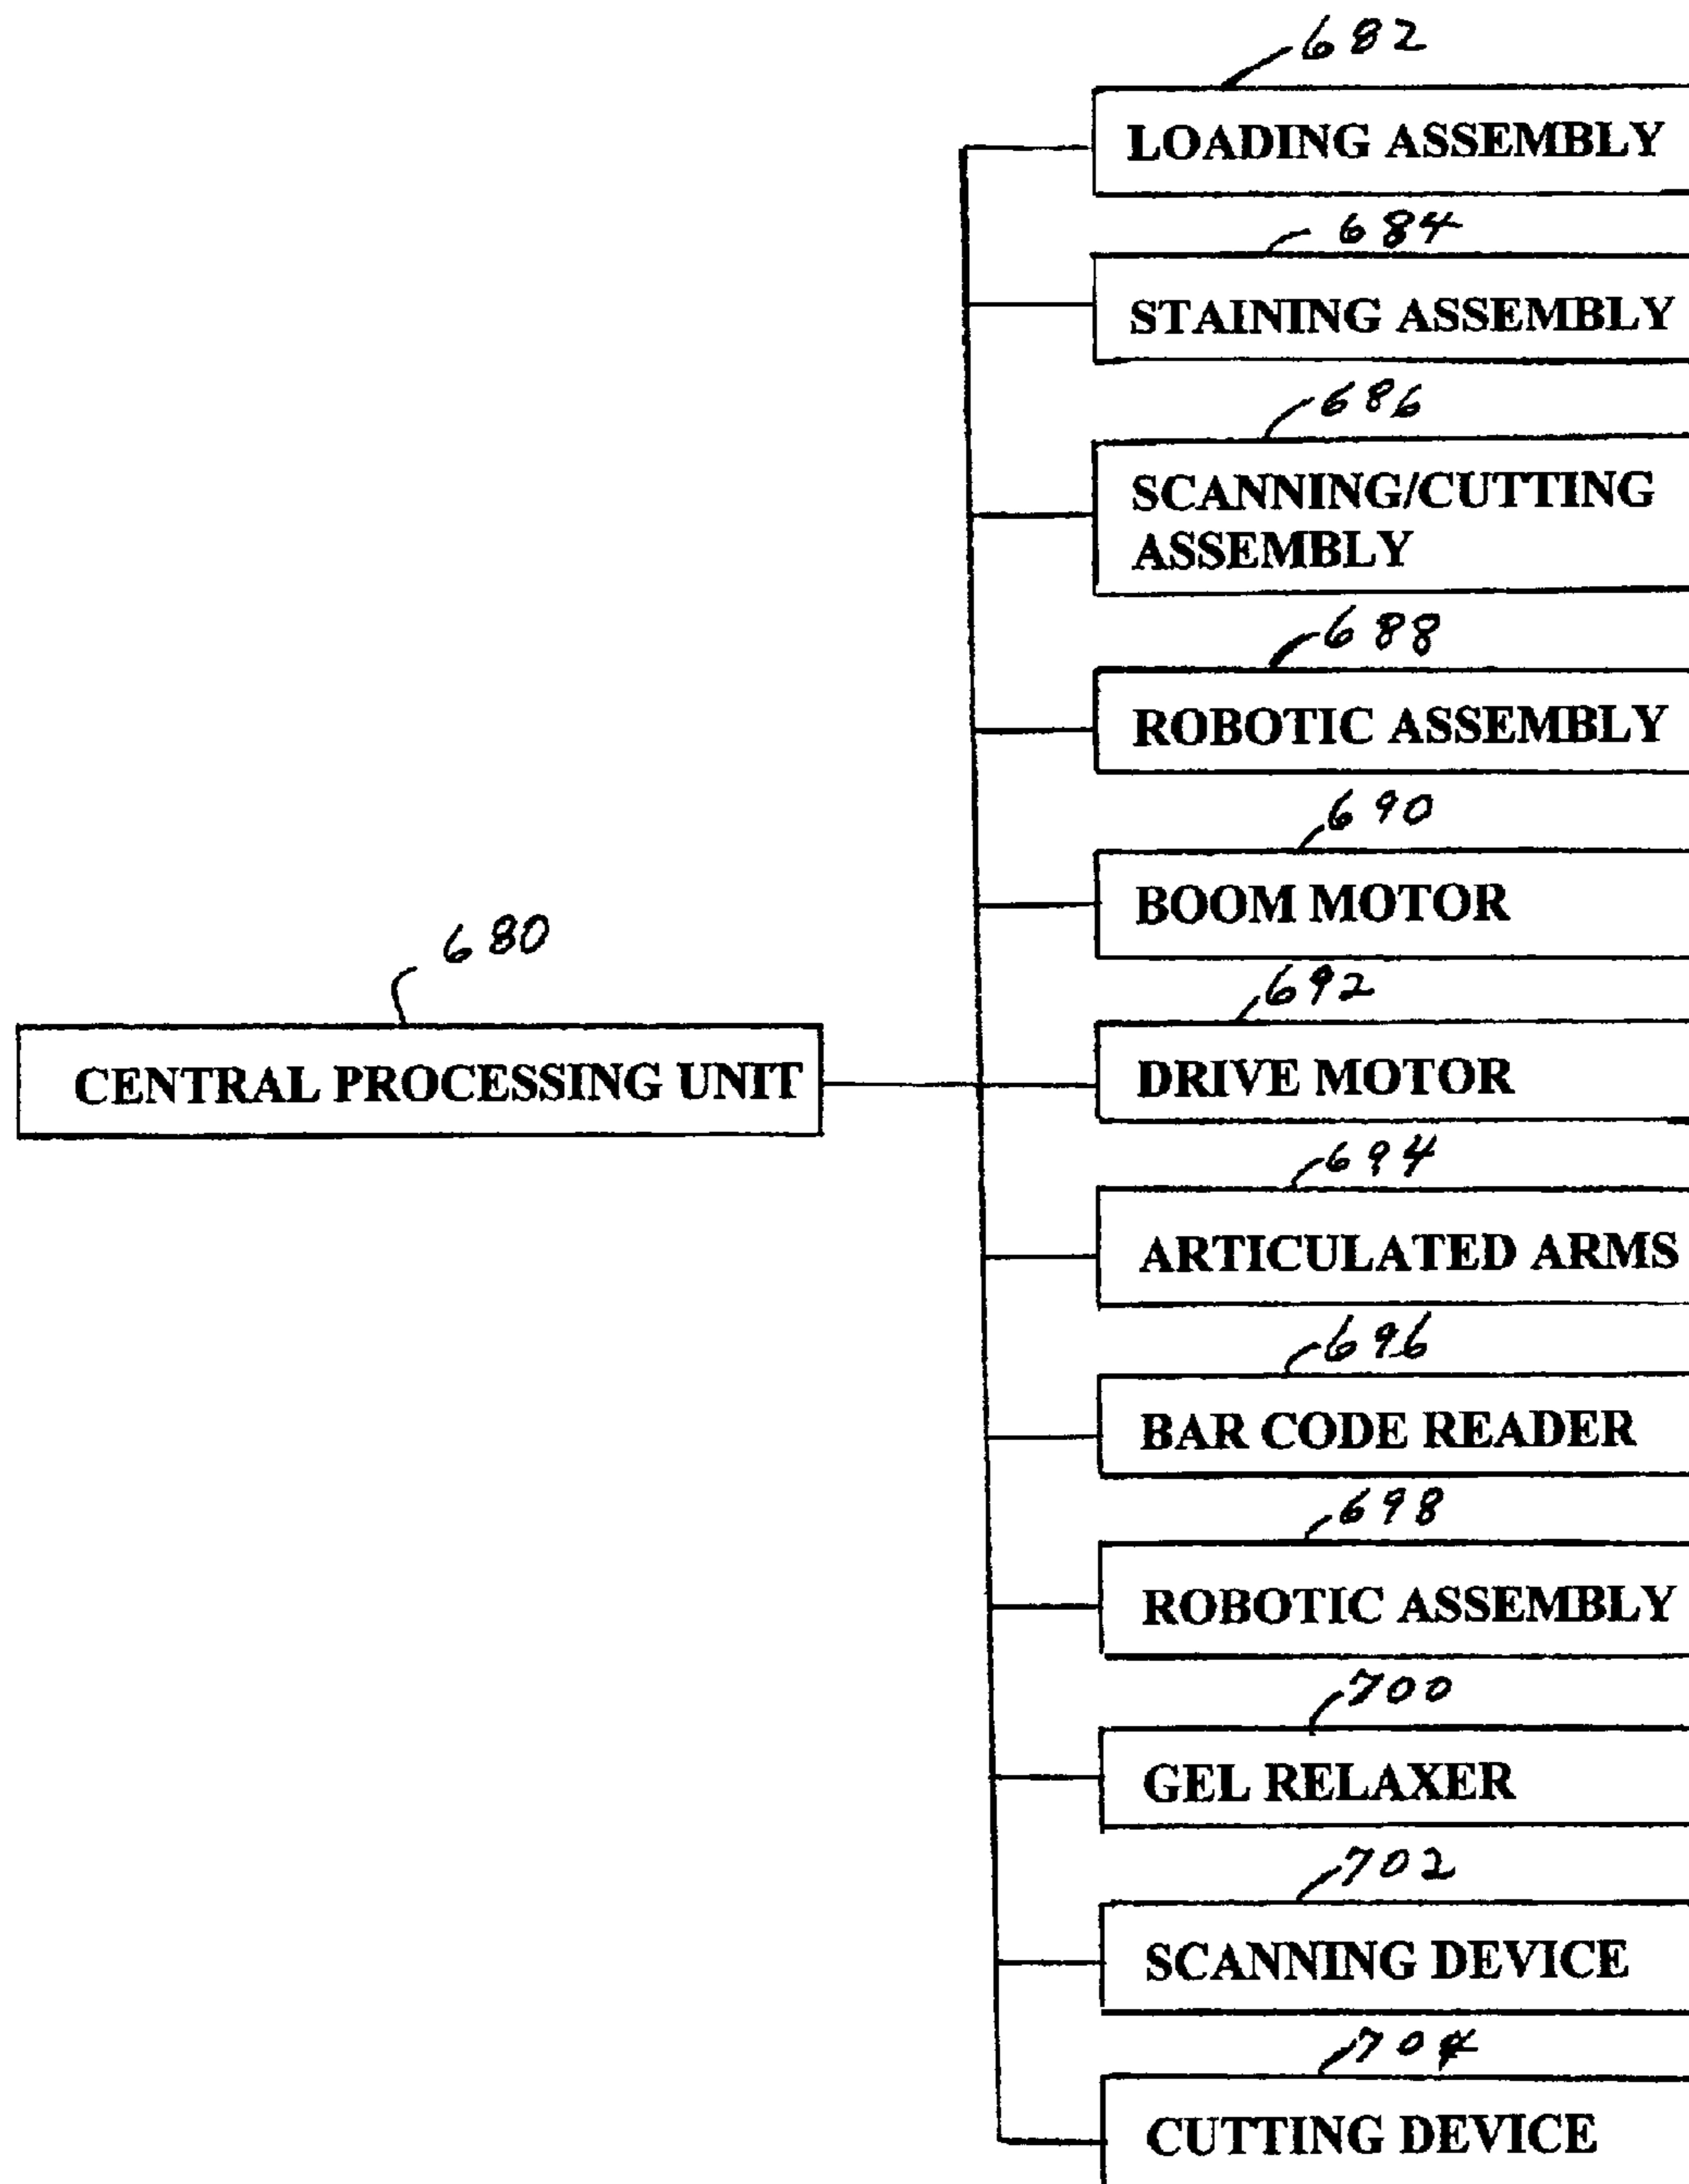 682
LOADING ASSEMBLY
684
STAINING ASSEMBLY
686
SCANNING/CUTTING
ASSEMBLY
688
ROBOTIC ASSEMBLY
690
BOOM MOTOR
680
CENTRAL PROCESSING UNIT
692
DRIVE MOTOR
694
ARTICULATED ARMS
696
BAR CODE READER
698
ROBOTIC ASSEMBLY
700
GEL RELAXER
702
SCANNING DEVICE
704
CUTTING DEVICE